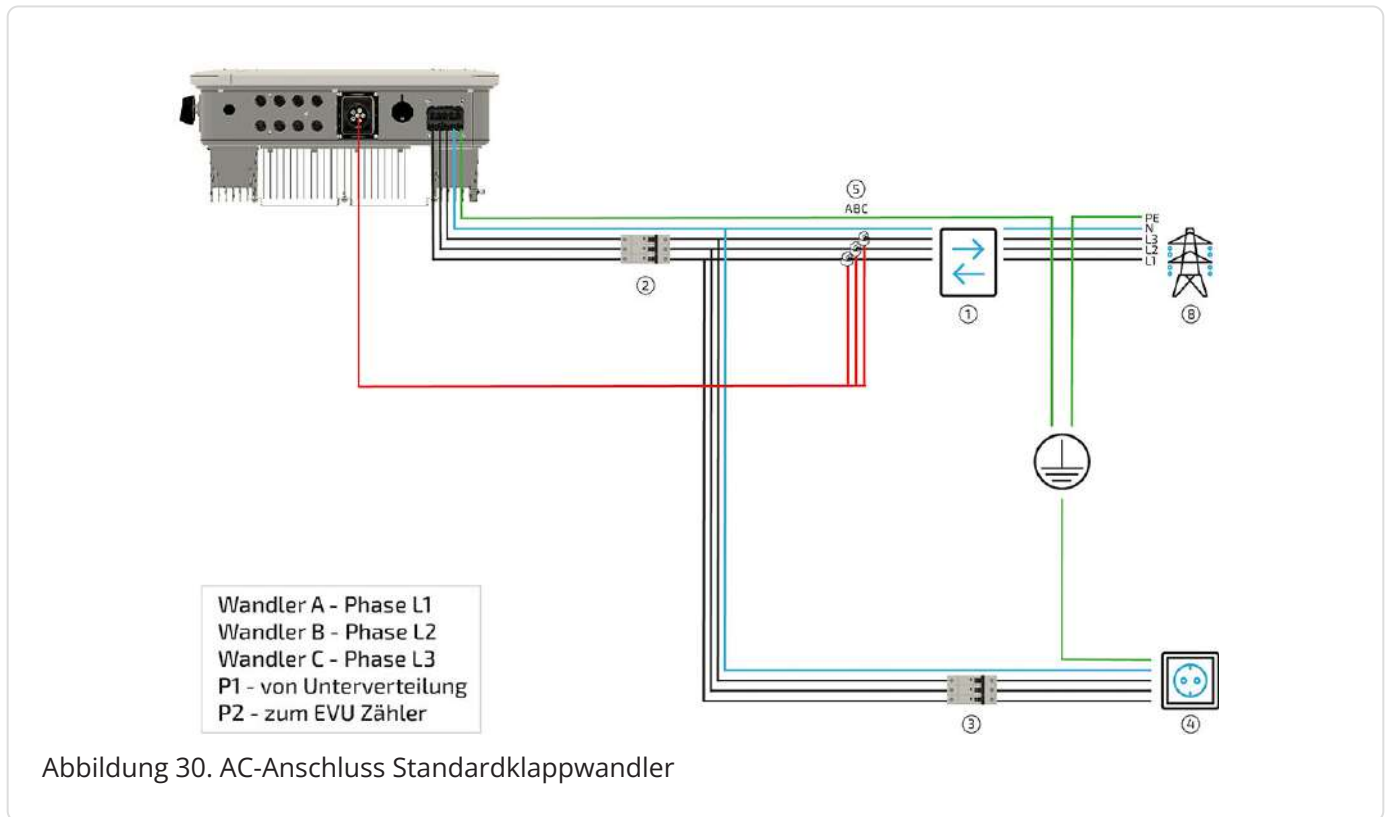 ⑤
ABC
PE
N
L3
L2
L1
②
①
⑧
Wandler A - Phase L1
Wandler B - Phase L2
Wandler C - Phase L3
P1 - von Unterverteilung
P2 - zum EVU Zähler
③
④
Abbildung 30. AC-Anschluss Standardklappwandler